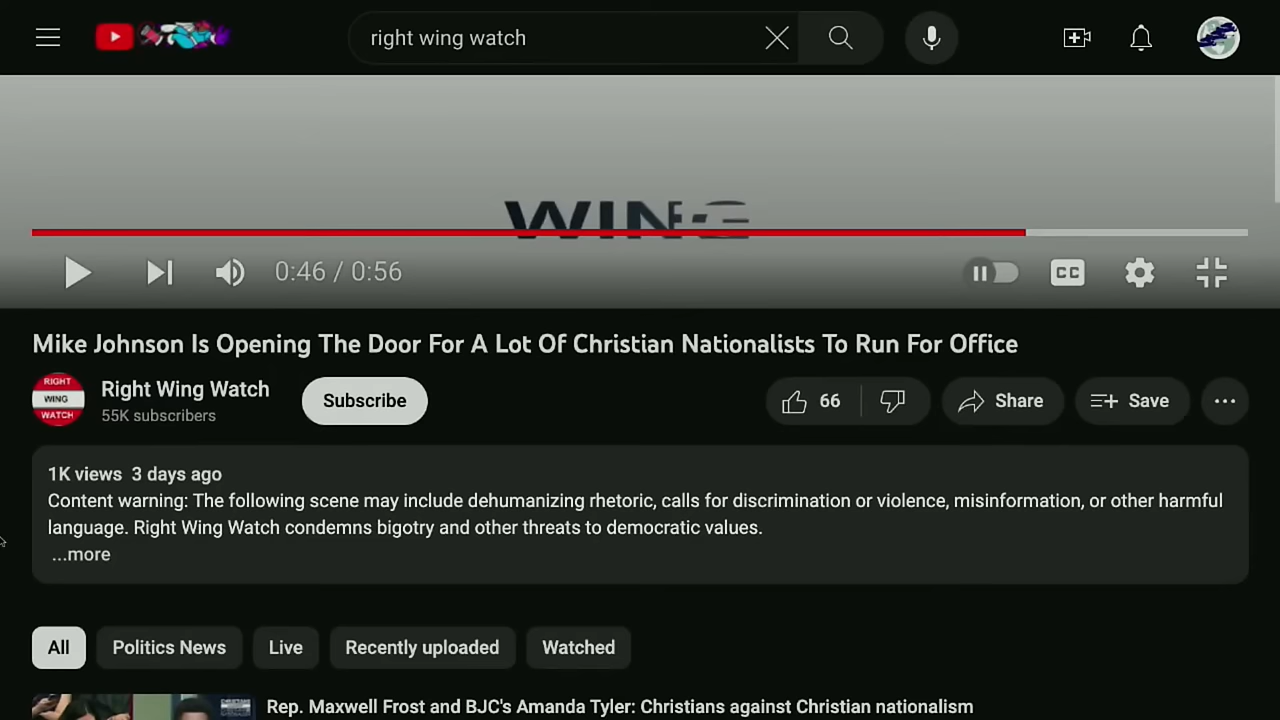 right wing watch
WING
0:46 / 0:56
CC
Mike Johnson Is Opening The Door For A Lot Of Christian Nationalists To Run For Office
RIGHT
WING
WATCH
Right Wing Watch
55K subscribers
Subscribe
66
Share
Save
1K views 3 days ago
Content warning: The following scene may include dehumanizing rhetoric, calls for discrimination or violence, misinformation, or other harmful
language. Right Wing Watch condemns bigotry and other threats to democratic values.
...more
All
Politics News
Live
Recently uploaded
Watched
Rep. Maxwell Frost and BJC's Amanda Tyler: Christians against Christian nationalism